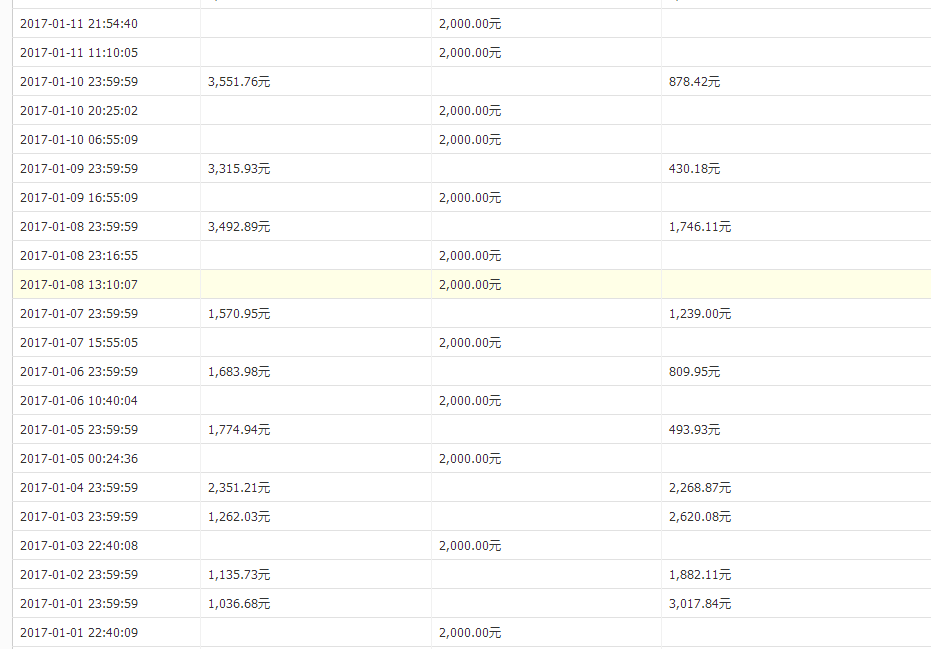 2017-01-11 21:54:40 2,000.00元
2017-01-11 11:10:05 2,000.00元
2017-01-10 23:59:59 3,551.76元 878.42元
2017-01-10 20:25:02 2,000.00元
2017-01-10 06:55:09 2,000.00元
2017-01-09 23:59:59 3,315.93元 430.18元
2017-01-09 16:55:09 2,000.00元
2017-01-08 23:59:59 3,492.89元 1,746.11元
2017-01-08 23:16:55 2,000.00元
2017-01-08 13:10:07 2,000.00元
2017-01-07 23:59:59 1,570.95元 1,239.00元
2017-01-07 15:55:05 2,000.00元
2017-01-06 23:59:59 1,683.98元 809.95元
2017-01-06 10:40:04 2,000.00元
2017-01-05 23:59:59 1,774.94元 493.93元
2017-01-05 00:24:36 2,000.00元
2017-01-04 23:59:59 2,351.21元 2,268.87元
2017-01-03 23:59:59 1,262.03元 2,620.08元
2017-01-03 22:40:08 2,000.00元
2017-01-02 23:59:59 1,135.73元 1,882.11元
2017-01-01 23:59:59 1,036.68元 3,017.84元
2017-01-01 22:40:09 2,000.00元